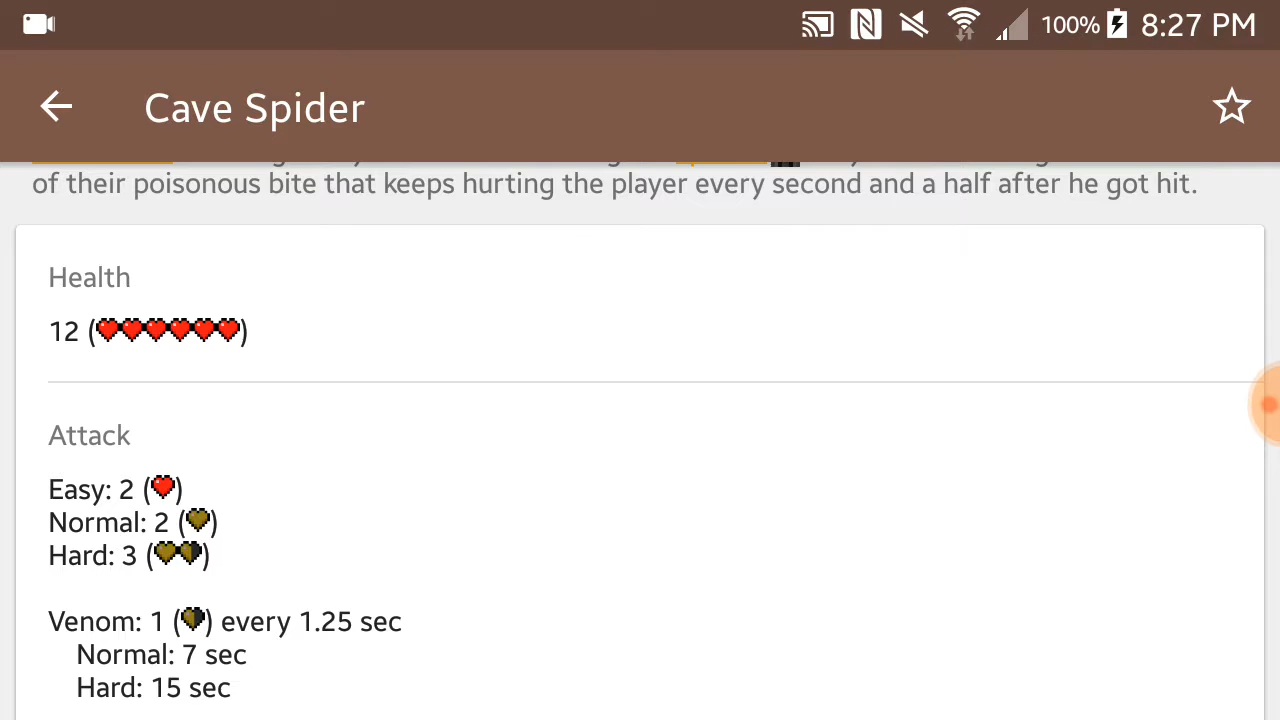 100% 8:27 PM
Cave Spider
of their poisonous bite that keeps hurting the player every second and a half after he got hit.
Health
12 ()
Attack
Easy: 2 ()
Normal: 2 ()
Hard: 3 ()
Venom: 1 () every 1.25 sec
Normal: 7 sec
Hard: 15 sec